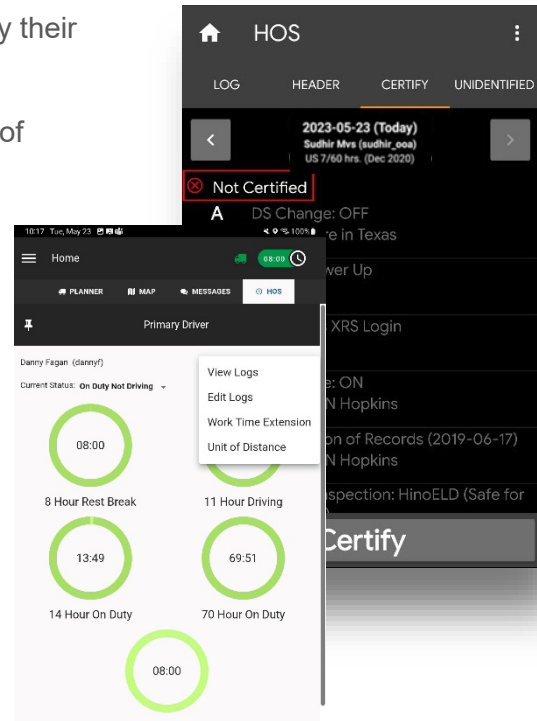 y their
of
HOS
LOG HEADER CERTIFY UNIDENTIFIED
2023-05-23 (Today)
Sudhir Mvs (sudhir_ooa)
US 7/60 hrs. (Dec 2020)
Not Certified
A DS Change: OFF
re in Texas
wer Up
XRS Login
e: ON
N Hopkins
on of Records (2019-06-17)
N Hopkins
spection: HinoELD (Safe for
Certify
10:17 Tue, May 23 100%
Home 08:00
PLANNER MAP MESSAGES HOS
Primary Driver
Danny Fagan (dannyf)
Current Status: On Duty Not Driving
View Logs
Edit Logs
Work Time Extension
Unit of Distance
08:00
8 Hour Rest Break 11 Hour Driving
13:49 69:51
14 Hour On Duty 70 Hour On Duty
08:00